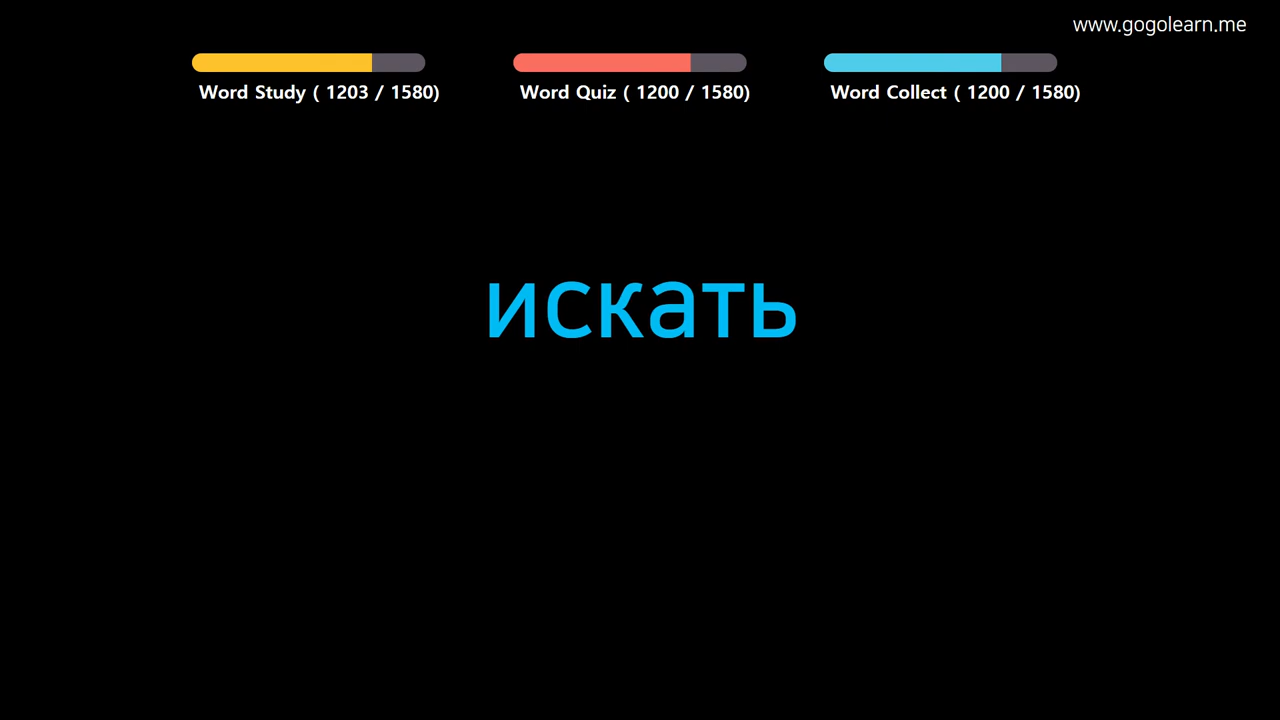 www.gogolearn.me
Word Study ( 1203 / 1580)
Word Quiz ( 1200 / 1580)
Word Collect ( 1200 / 1580)
искать